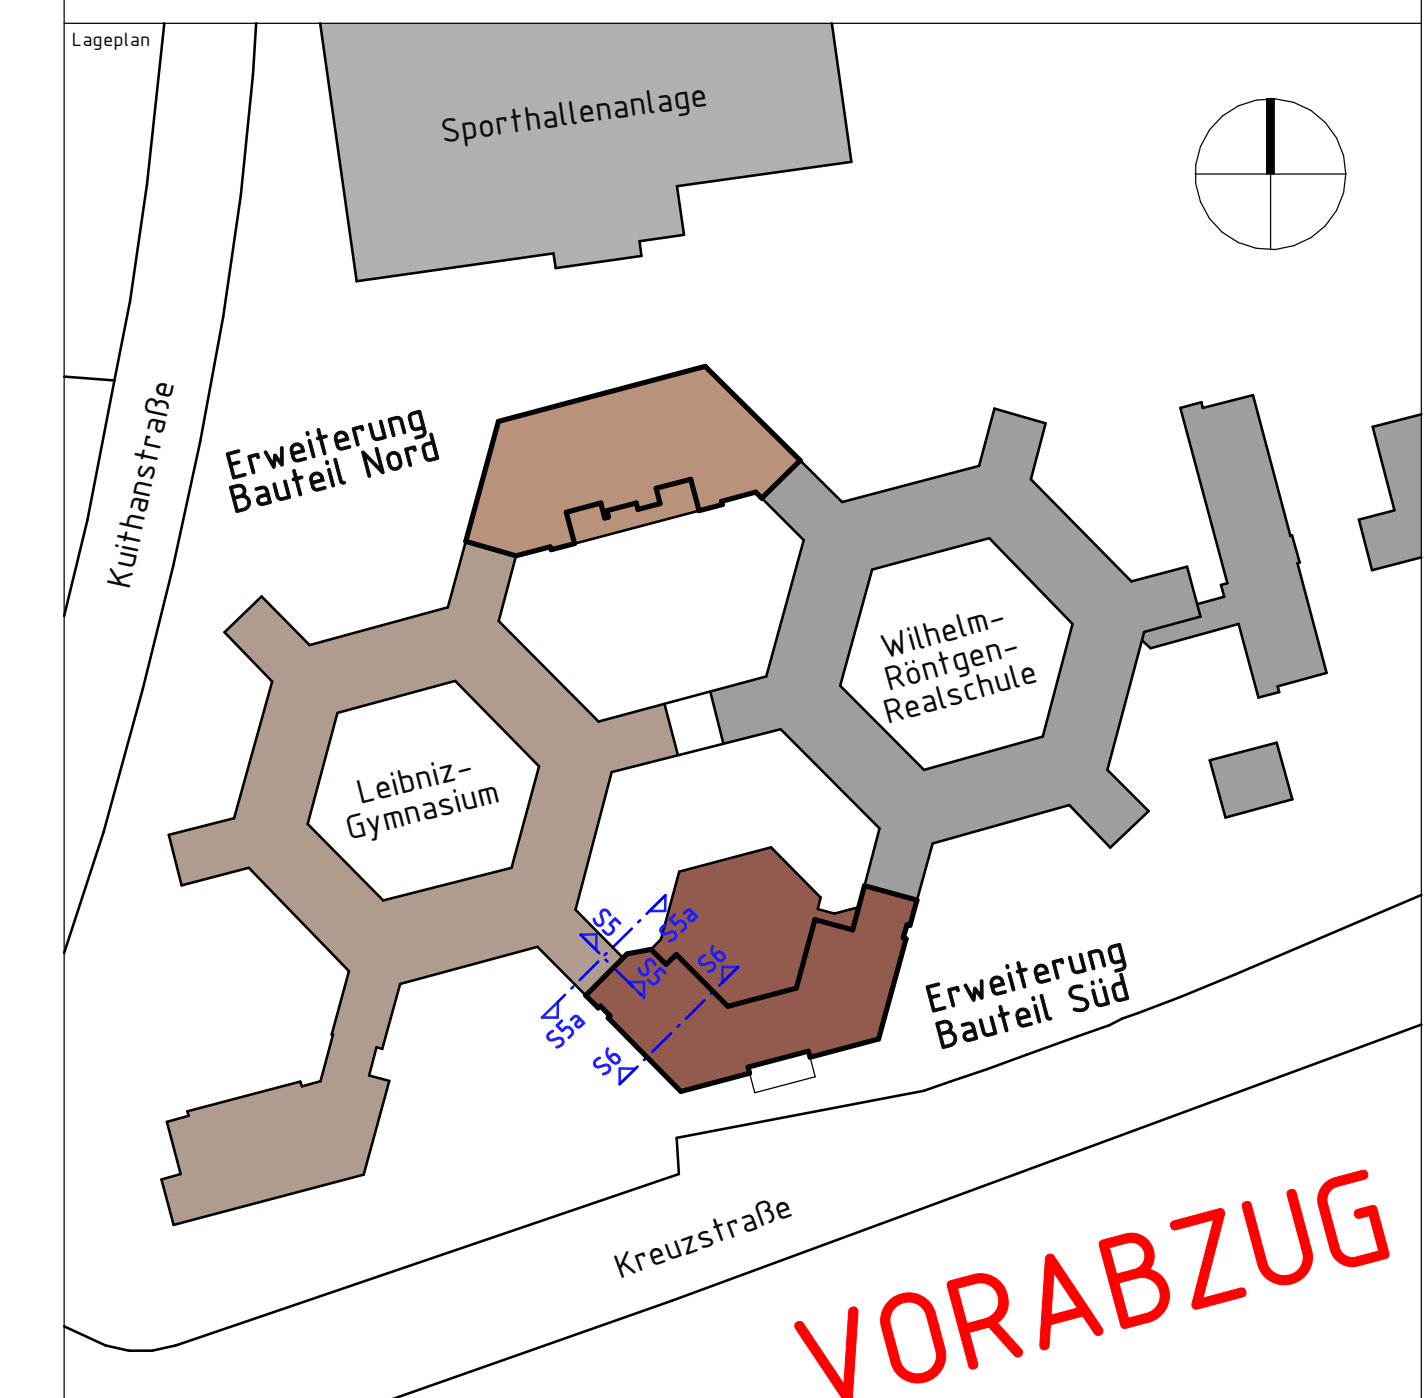 Lageplan
Sporthallenanlage
Kuithanstraße
Erweiterung
Bauteil Nord
Wilhelm-
Röntgen-
Realschule
Leibniz-
Gymnasium
S5
S5a
S6
S5
S5a
S6
Erweiterung
Bauteil Süd
Kreuzstraße
VORABZUG